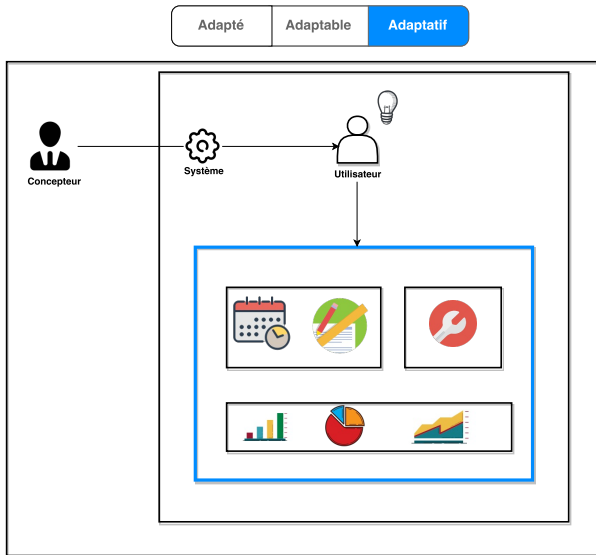 Adapté
Adaptable
Adaptatif
Concepteur
Système
Utilisateur